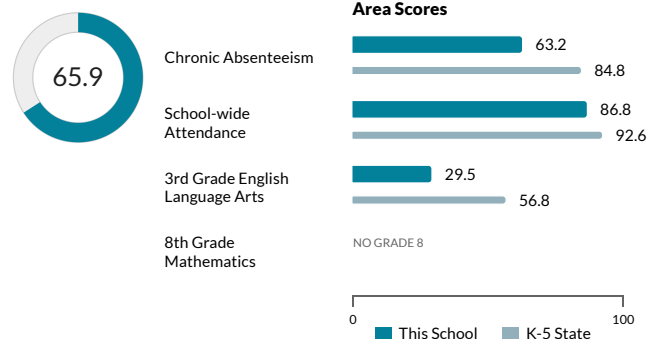 Area Scores
65.9
Chronic Absenteeism
63.2
84.8
School-wide
Attendance
86.8
92.6
3rd Grade English
Language Arts
29.5
56.8
8th Grade
Mathematics
NO GRADE 8
0
100
This School
K-5 State